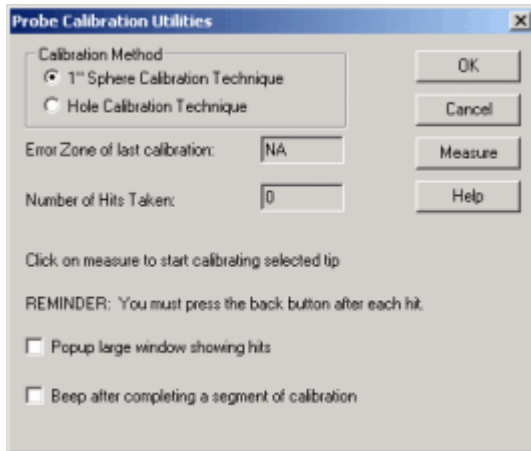 Probe Calibration Utilities
Calibration Method
1" Sphere Calibration Technique
Hole Calibration Technique
OK
Cancel
Error Zone of last calibration:
NA
Measure
Number of Hits Taken:
0
Help
Click on measure to start calibrating selected tip
REMINDER: You must press the back button after each hit.
Popup large window showing hits
Beep after completing a segment of calibration